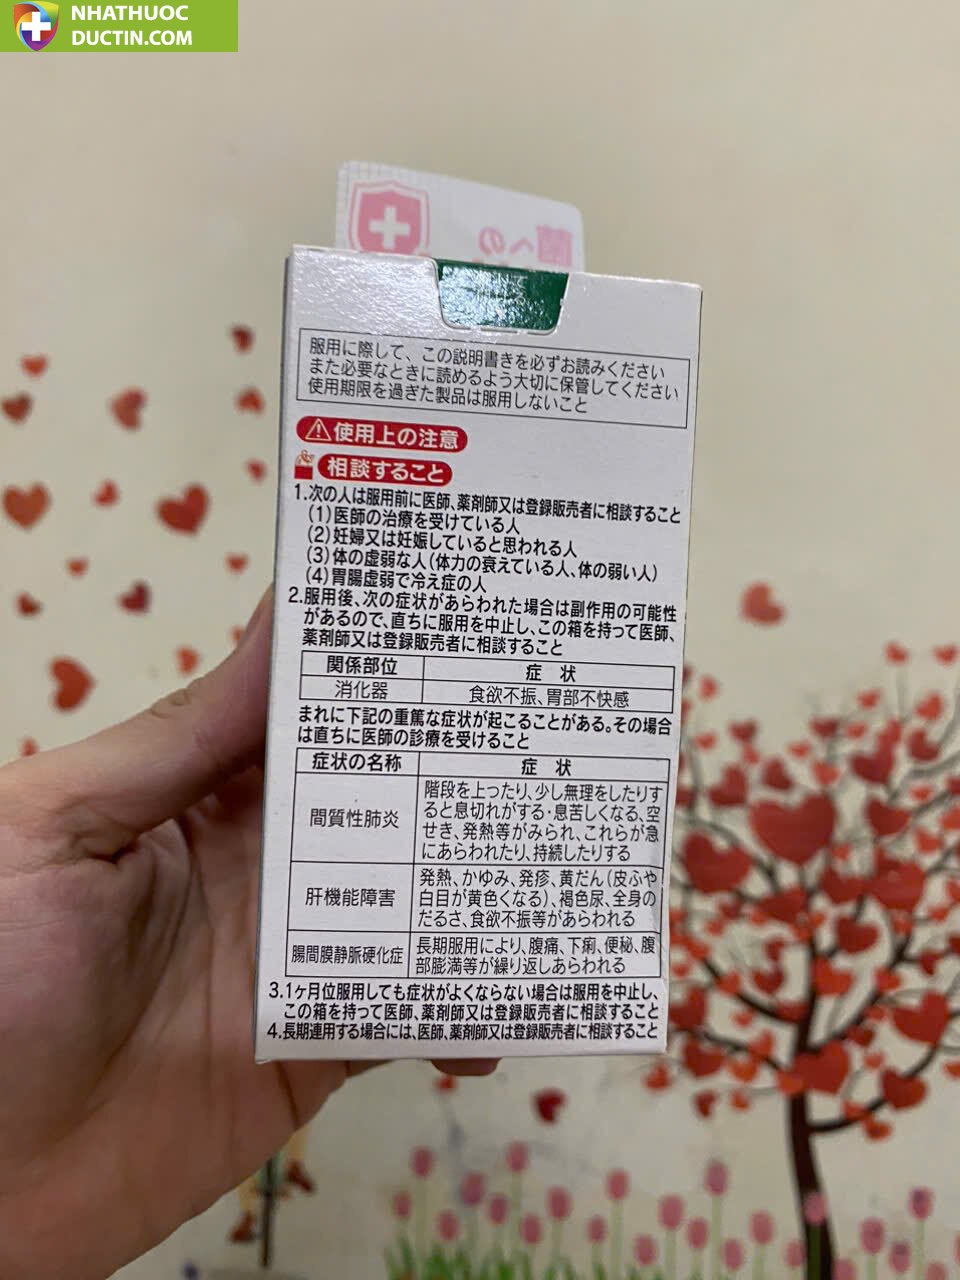 NHATHUOC
DUCTIN.COM
菌への
服用に際して、この説明書きを必ずお読みください
また必要なときに読めるよう大切に保管してください
使用期限を過ぎた製品は服用しないこと
使用上の注意
相談すること
1.次の人は服用前に医師、薬剤師又は登録販売者に相談すること
(1)医師の治療を受けている人
(2)妊婦又は妊娠していると思われる人
(3)体の虚弱な人(体力の衰えている人、体の弱い人)
(4)胃腸虚弱で冷え症の人
2.服用後、次の症状があらわれた場合は副作用の可能性
があるので、直ちに服用を中止し、この箱を持って医師、
薬剤師又は登録販売者に相談すること
関係部位 症状
消化器 食欲不振、胃部不快感
まれに下記の重篤な症状が起こることがある。その場合
は直ちに医師の診療を受けること
症状の名称 症状
間質性肺炎
階段を上ったり、少し無理をしたりす
ると息切れがする・息苦しくなる、空
せき、発熱等がみられ、これらが急
にあらわれたり、持続したりする
肝機能障害
発熱、かゆみ、発疹、黄だん(皮ふや
白目が黄色くなる)、褐色尿、全身の
だるさ、食欲不振等があらわれる
腸間膜静脈硬化症
長期服用により、腹痛、下痢、便秘、腹
部膨満等が繰り返しあらわれる
3.1ヶ月位服用しても症状がよくならない場合は服用を中止し、
この箱を持って医師、薬剤師又は登録販売者に相談すること
4.長期連用する場合には、医師、薬剤師又は登録販売者に相談すること